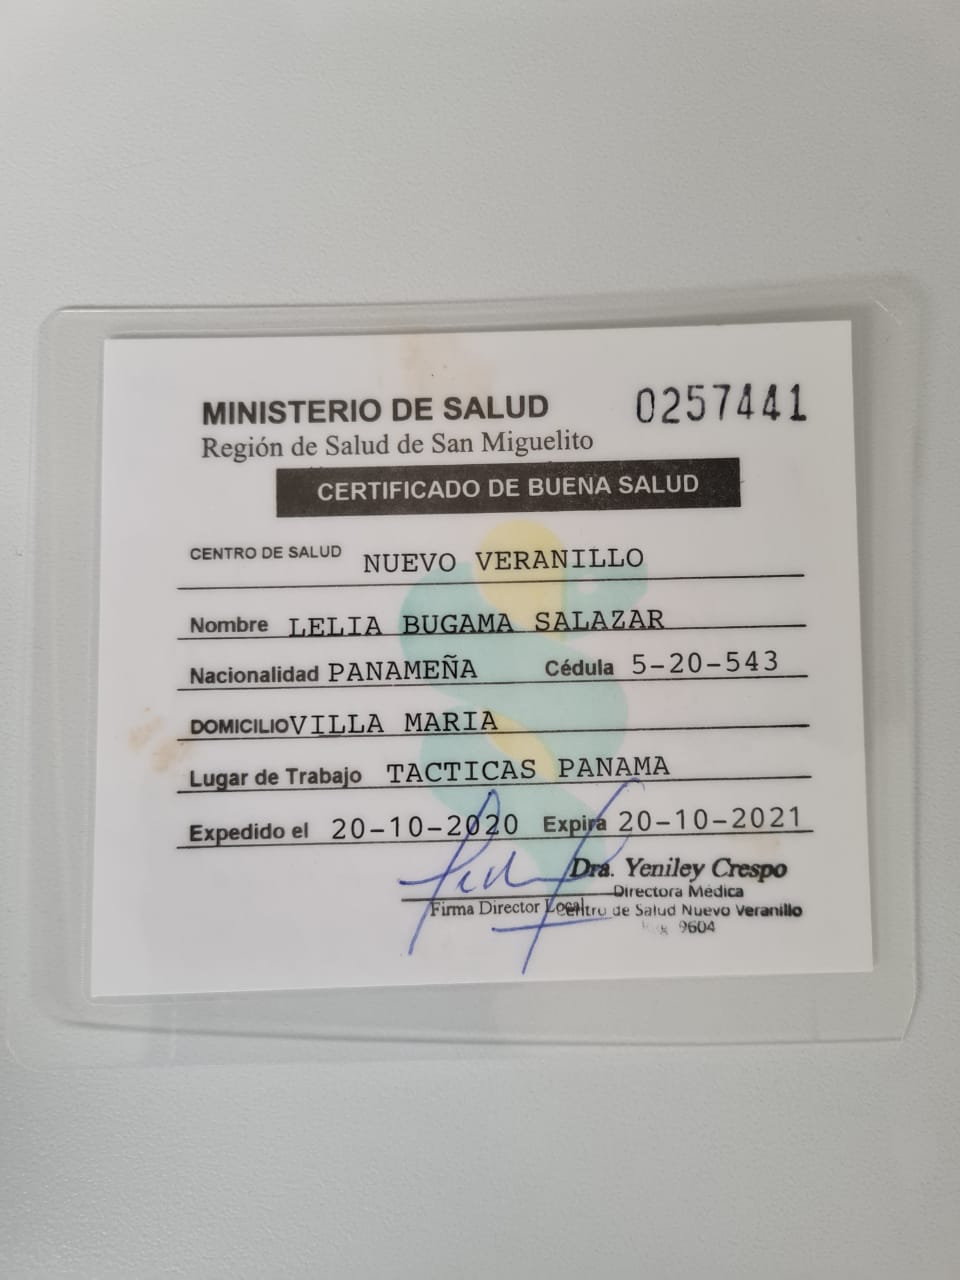 MINISTERIO DE SALUD 0257441
Región de Salud de San Miguelito
CERTIFICADO DE BUENA SALUD
CENTRO DE SALUD NUEVO VERANILLO
Nombre LELIA BUGAMA SALAZAR
Nacionalidad PANAMEÑA Cédula 5-20-543
DOMICILIO VILLA MARIA
Lugar de Trabajo TACTICAS PANAMA
Expedido el 20-10-2020 Expira 20-10-2021
Dra. Yeniley Crespo
Directora Médica
Firma Director Local Centro de Salud Nuevo Veranillo
9604